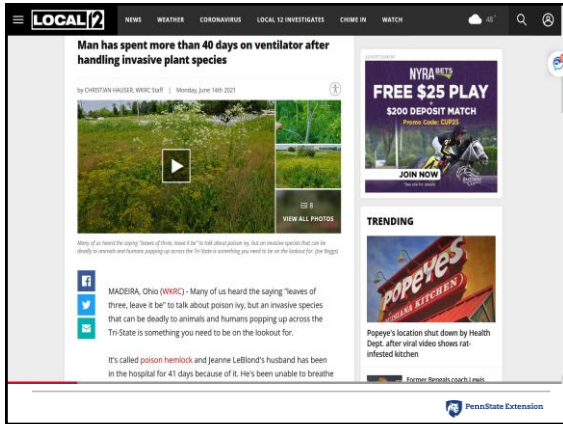 LOCAL 12
NEWS WEATHER CORONAVIRUS LOCAL 12 INVESTIGATES CHIME IN WATCH
48°
Man has spent more than 40 days on ventilator after
handling invasive plant species
by CHRISTIAN HAUSER, WKRC Staff | Monday, June 14th 2021
8
VIEW ALL PHOTOS
Many of us heard the saying "leaves of three, leave it be" to talk about poison ivy, but an invasive species that can be
deadly to animals and humans popping up across the Tri-State is something you need to be on the lookout for. (Joe Boggs)
MADEIRA, Ohio (WKRC) - Many of us heard the saying "leaves of
three, leave it be" to talk about poison ivy, but an invasive species
that can be deadly to animals and humans popping up across the
Tri-State is something you need to be on the lookout for.
It's called poison hemlock and Jeanne LeBlond's husband has been
in the hospital for 41 days because of it. He's been unable to breathe
ADVERTISEMENT
NYRA BETS
FREE $25 PLAY
+
$200 DEPOSIT MATCH
Promo Code: CUP25
JOIN NOW
TRENDING
POPEYES
LOUISIANA KITCHEN
Popeye's location shut down by Health
Dept. after viral video shows rat-
infested kitchen
Former Bengals coach Lewis
PennState Extension